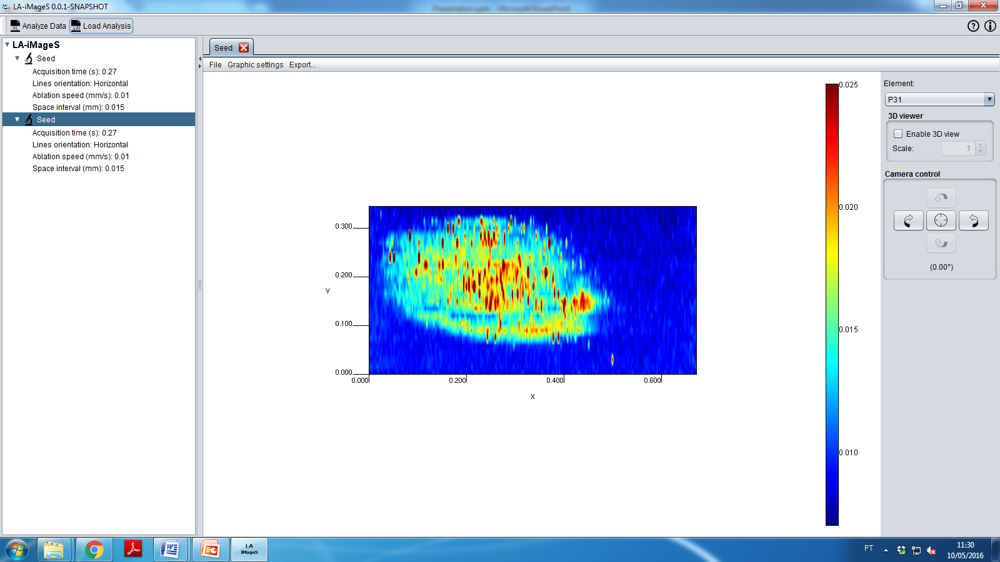 LA-iMageS 0.0.1-SNAPSHOT
Presentation.pptx - Microsoft PowerPoint
Analyze Data
Load Analysis
LA-iMageS
Seed
Acquisition time (s): 0.27
Lines orientation: Horizontal
Ablation speed (mm/s): 0.01
Space interval (mm): 0.015
Seed
Acquisition time (s): 0.27
Lines orientation: Horizontal
Ablation speed (mm/s): 0.01
Space interval (mm): 0.015
Seed
File Graphic settings Export...
0.300
0.200
Y
0.100
0.000
0.000 0.200 0.400 0.600
X
0.025
0.020
0.015
0.010
Element:
P31
3D viewer
Enable 3D view
Scale: 1
Camera control
(0.00°)
LA
iMageS
PT
11:30
10/05/2016